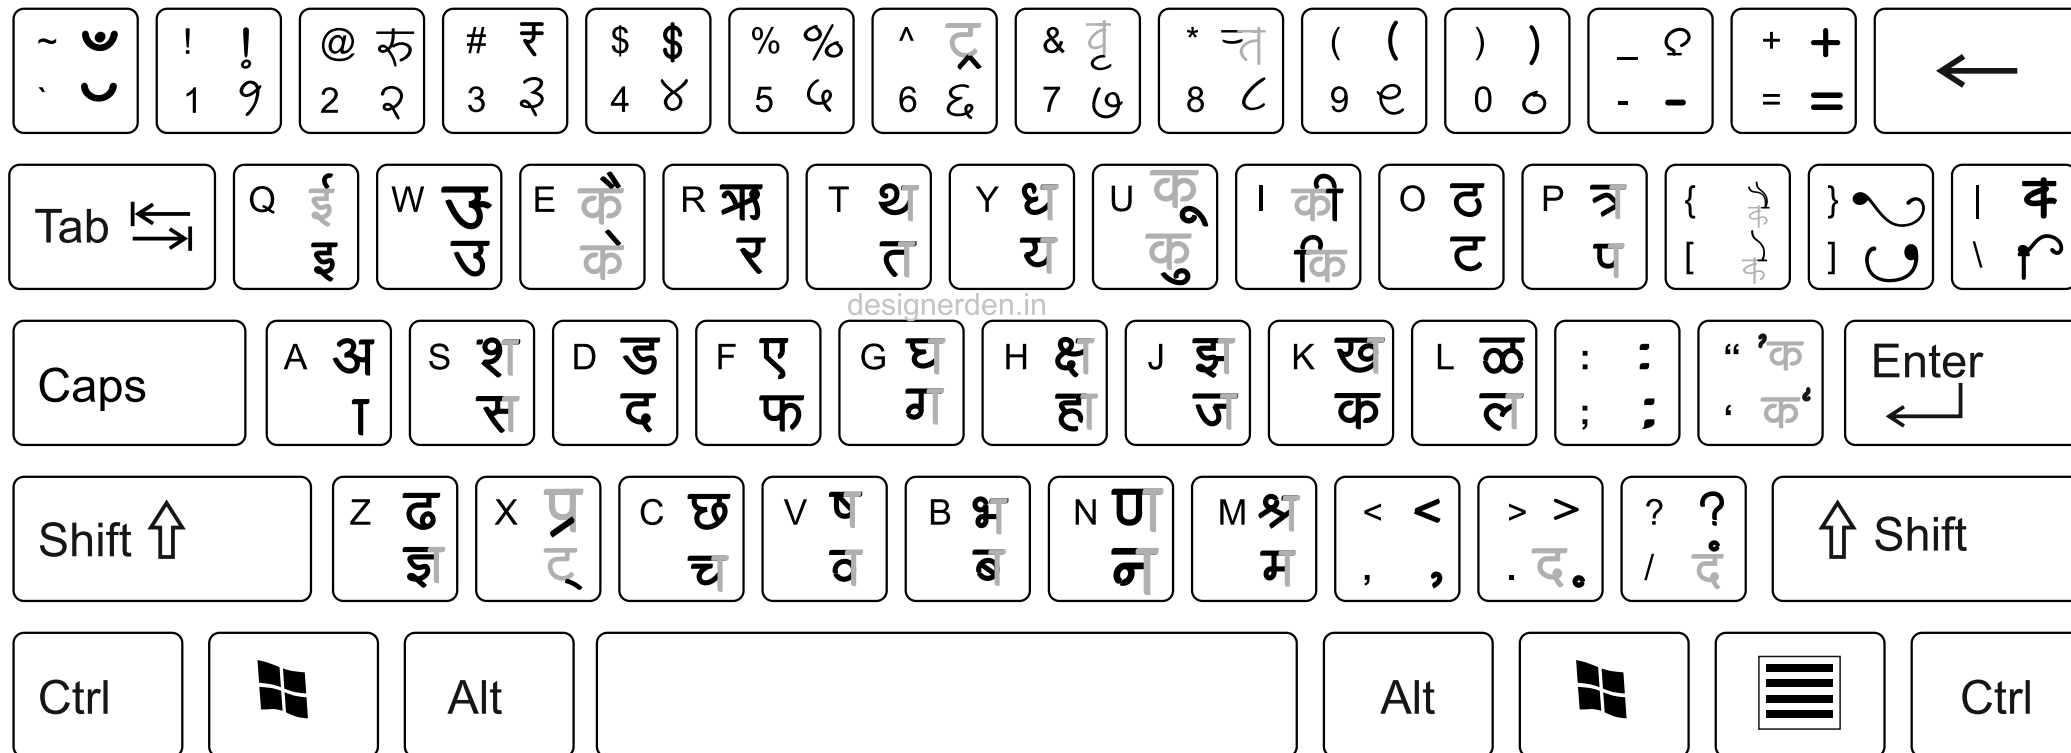 ~ ँ ! ! @ रु # ₹ $ $ % % ^ ट्र & वृ * त ( ( ) ) _ + +
` 1 १ 2 २ 3 ३ 4 ४ 5 ५ 6 ६ 7 ७ 8 ८ 9 ९ 0 ० - - = =
Tab Q ई W ऊ E कै R ऋ T थ Y ध U कू I की O ठ P त्र { }  |
इ उ के र त य कु कि ट प [ ] \
designerden.in
Caps A अ S श D ड F ए G घ H क्ष J झ K ख L ळ : : “ ’क Enter
ा स द फ ग ह ज क ल ; ; ‘ क‘
Shift Z ढ X प्र C छ V ष B भ N ण M श्र < < > > ? ? Shift
ज्ञ ट् च व ब न म , , . द॰ / दं
Ctrl Alt Alt Ctrl